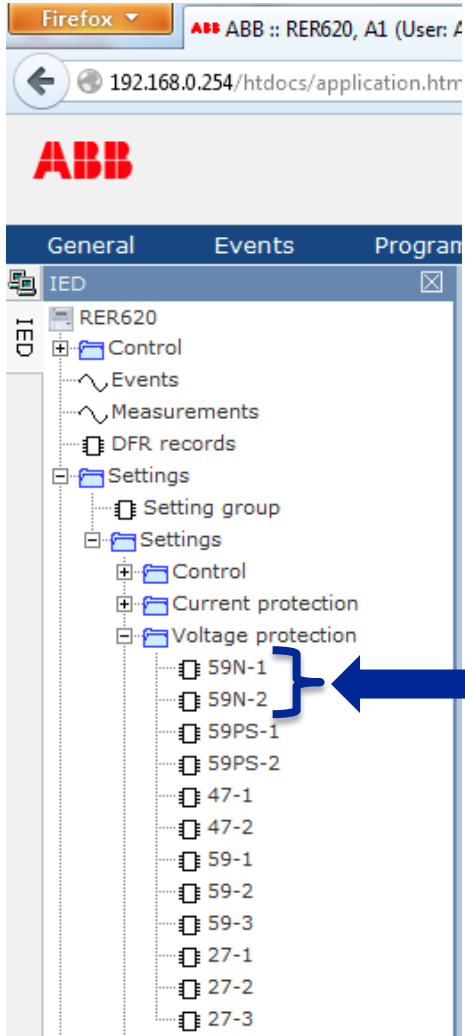 Firefox
ABB ABB :: RER620, A1 (User: A
192.168.0.254/htdocs/application.htm
ABB
General Events Program
IED
IED
RER620
Control
Events
Measurements
DFR records
Settings
Setting group
Settings
Control
Current protection
Voltage protection
59N-1
59N-2
59PS-1
59PS-2
47-1
47-2
59-1
59-2
59-3
27-1
27-2
27-3